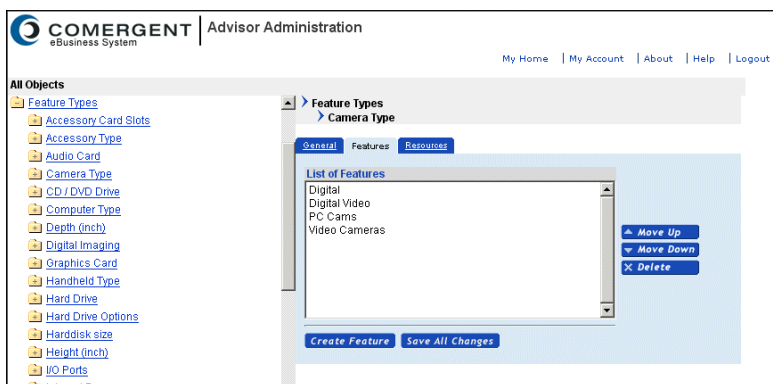 COMERGENT
eBusiness System
Advisor Administration
My Home | My Account | About | Help | Logout
All Objects
Feature Types
Accessory Card Slots
Accessory Type
Audio Card
Camera Type
CD / DVD Drive
Computer Type
Depth (inch)
Digital Imaging
Graphics Card
Handheld Type
Hard Drive
Hard Drive Options
Harddisk size
Height (inch)
I/O Ports
Feature Types
Camera Type
General Features Resources
List of Features
Digital
Digital Video
PC Cams
Video Cameras
Move Up
Move Down
X Delete
Create Feature Save All Changes